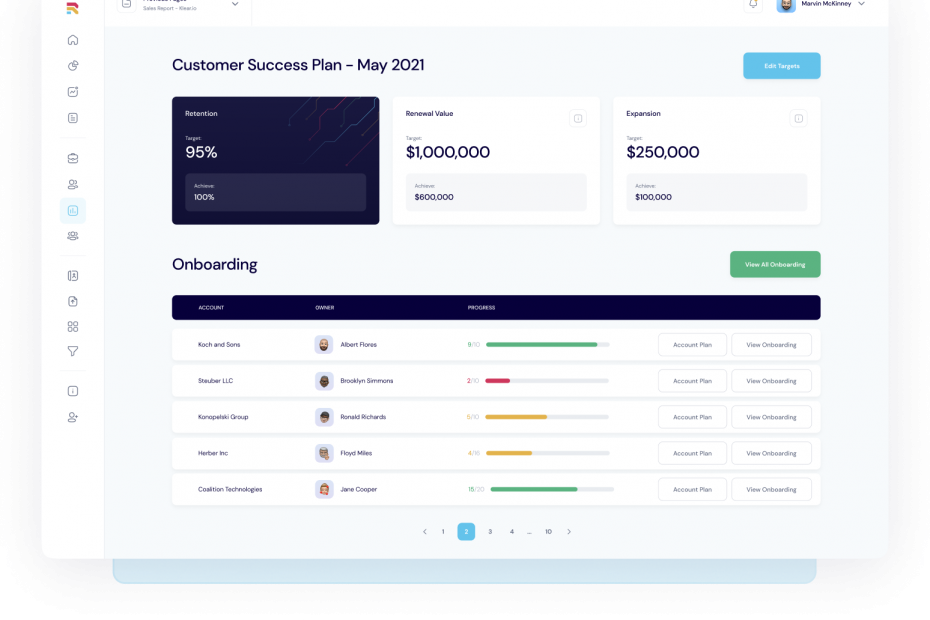 Sales Report - Klear.io
Marvin McKinney
Customer Success Plan - May 2021
Edit Targets
Retention
Target:
95%
Achieve:
100%
Renewal Value
Target:
$1,000,000
Achieve:
$600,000
Expansion
Target:
$250,000
Achieve:
$100,000
Onboarding
View All Onboarding
ACCOUNT OWNER PROGRESS
Koch and Sons Albert Flores 9/10 Account Plan View Onboarding
Steuber LLC Brooklyn Simmons 2/10 Account Plan View Onboarding
Konopelski Group Ronald Richards 5/10 Account Plan View Onboarding
Herber Inc Floyd Miles 4/16 Account Plan View Onboarding
Coalition Technologies Jane Cooper 15/20 Account Plan View Onboarding
1 2 3 4 ... 10